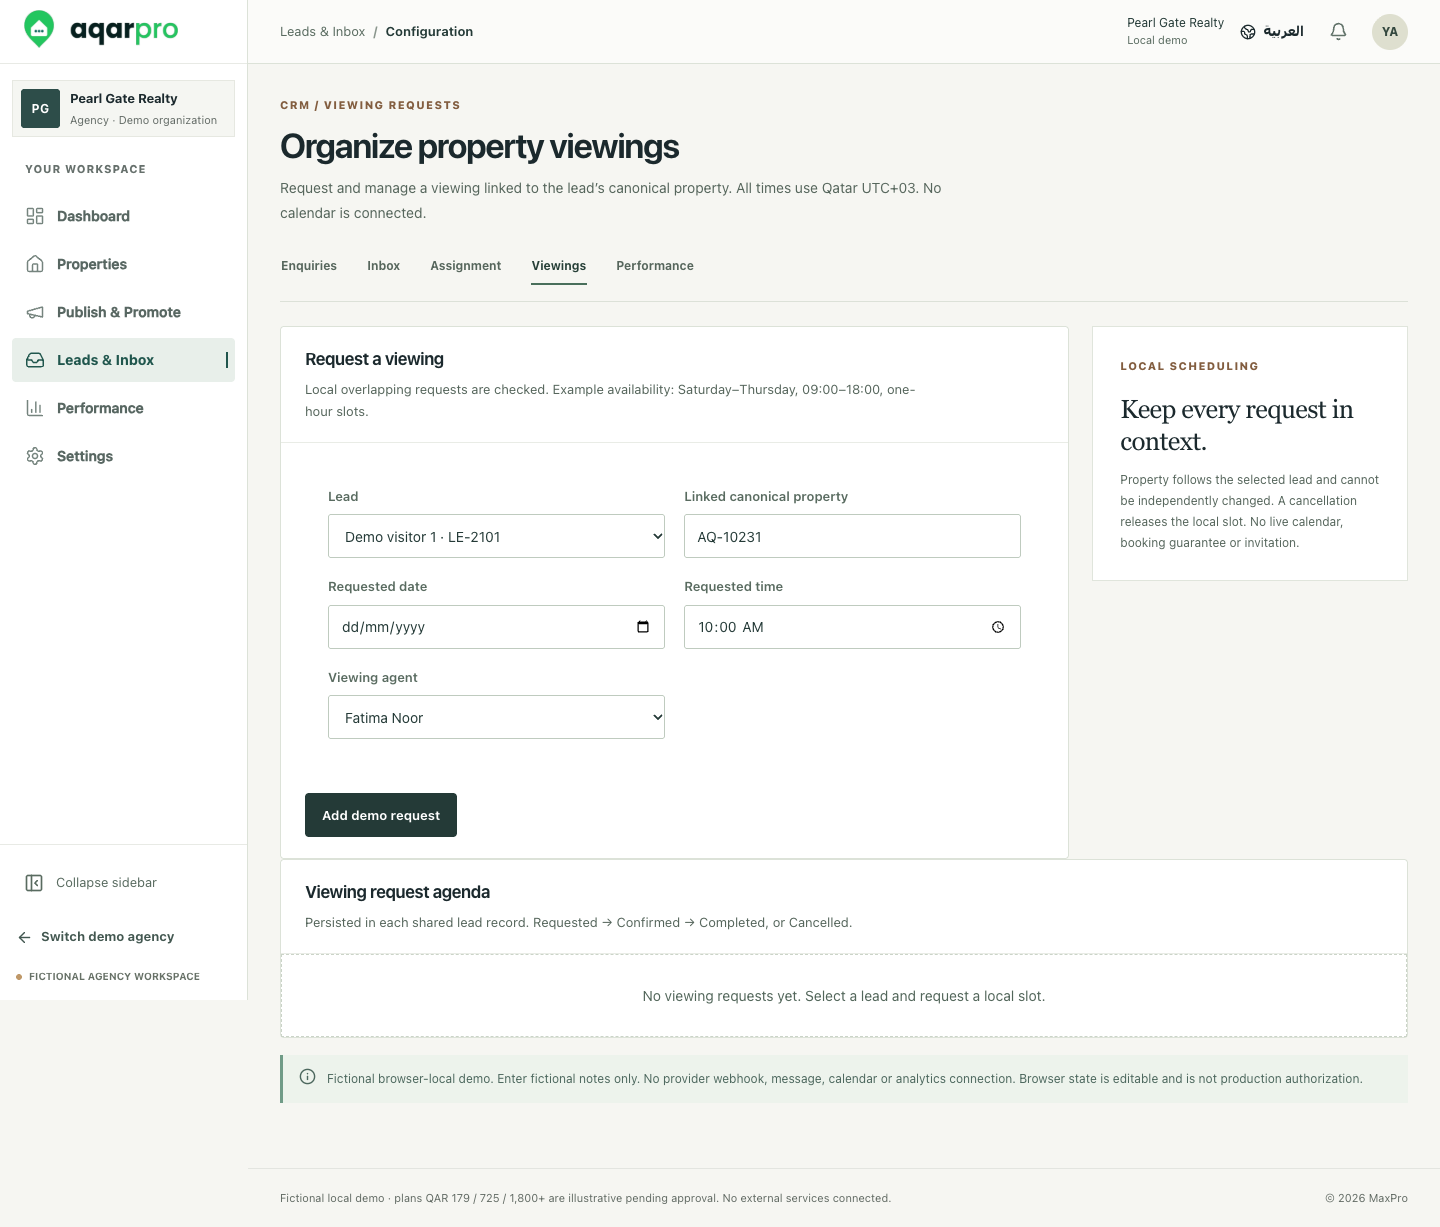 aqarpro
Leads & Inbox / Configuration
Pearl Gate Realty
Local demo
العربية
YA
PG
Pearl Gate Realty
Agency · Demo organization
YOUR WORKSPACE
Dashboard
Properties
Publish & Promote
Leads & Inbox
Performance
Settings
Collapse sidebar
Switch demo agency
FICTIONAL AGENCY WORKSPACE
CRM / VIEWING REQUESTS
Organize property viewings
Request and manage a viewing linked to the lead's canonical property. All times use Qatar UTC+03. No
calendar is connected.
Enquiries Inbox Assignment Viewings Performance
Request a viewing
Local overlapping requests are checked. Example availability: Saturday–Thursday, 09:00–18:00, one-
hour slots.
Lead
Demo visitor 1 · LE-2101
Linked canonical property
AQ-10231
Requested date
dd/mm/yyyy
Requested time
10:00 AM
Viewing agent
Fatima Noor
Add demo request
LOCAL SCHEDULING
Keep every request in
context.
Property follows the selected lead and cannot
be independently changed. A cancellation
releases the local slot. No live calendar,
booking guarantee or invitation.
Viewing request agenda
Persisted in each shared lead record. Requested → Confirmed → Completed, or Cancelled.
No viewing requests yet. Select a lead and request a local slot.
Fictional browser-local demo. Enter fictional notes only. No provider webhook, message, calendar or analytics connection. Browser state is editable and is not production authorization.
Fictional local demo · plans QAR 179 / 725 / 1,800+ are illustrative pending approval. No external services connected.
© 2026 MaxPro